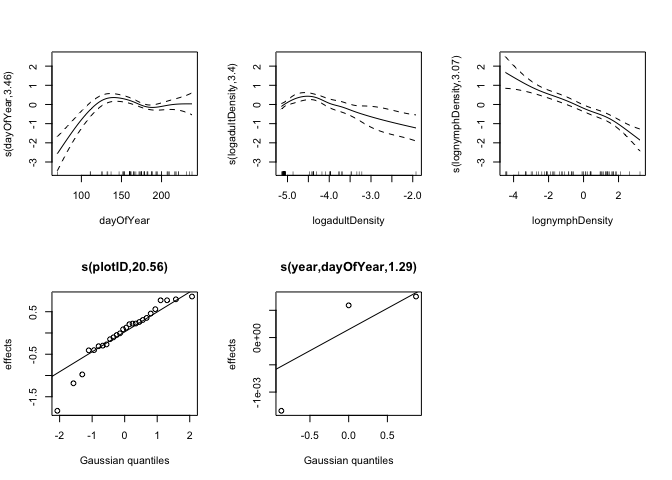 s(dayOfYear,3.46)
2
1
0
-1
-2
-3
100 150 200
dayOfYear
s(logadultDensity,3.4)
2
1
0
-1
-2
-3
-5.0 -4.0 -3.0 -2.0
logadultDensity
s(lognymphDensity,3.07)
2
1
0
-1
-2
-3
-4 -2 0 2
lognymphDensity
s(plotID,20.56)
effects
0.5
-0.5
-1.5
-2 -1 0 1 2
Gaussian quantiles
s(year,dayOfYear,1.29)
effects
0e+00
-1e-03
-0.5 0.0 0.5
Gaussian quantiles